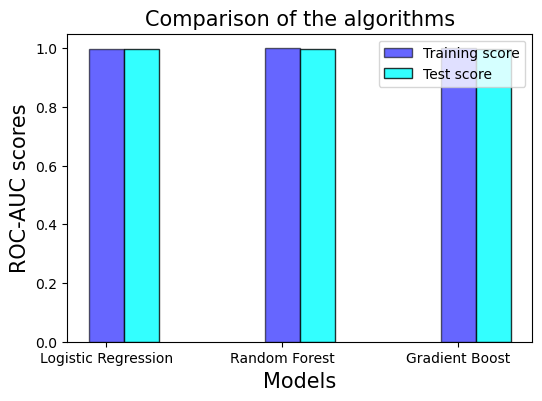 Comparison of the algorithms
Training score
Test score
ROC-AUC scores
1.0
0.8
0.6
0.4
0.2
0.0
Logistic Regression
Random Forest
Gradient Boost
Models